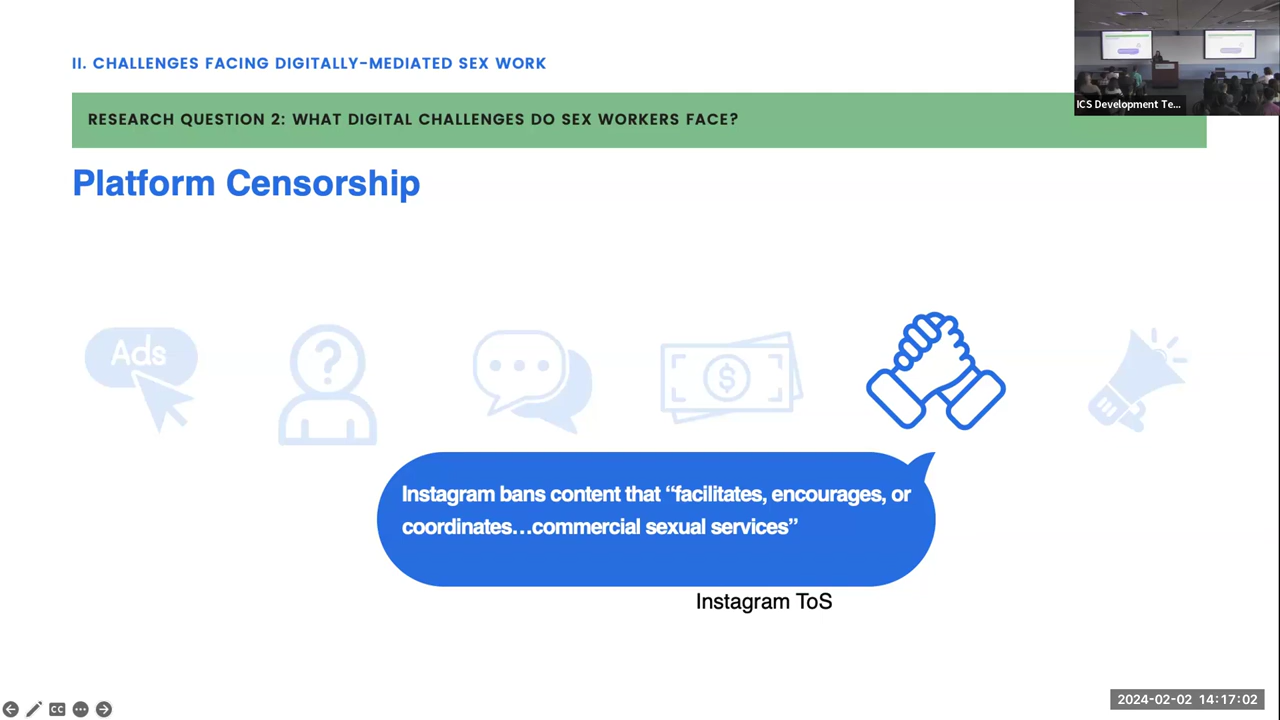 II. CHALLENGES FACING DIGITALLY-MEDIATED SEX WORK
ICS Development Te...
RESEARCH QUESTION 2: WHAT DIGITAL CHALLENGES DO SEX WORKERS FACE?
Platform Censorship
Ads
?
$
Instagram bans content that “facilitates, encourages, or
coordinates…commercial sexual services”
Instagram ToS
CC
2024-02-02 14:17:02